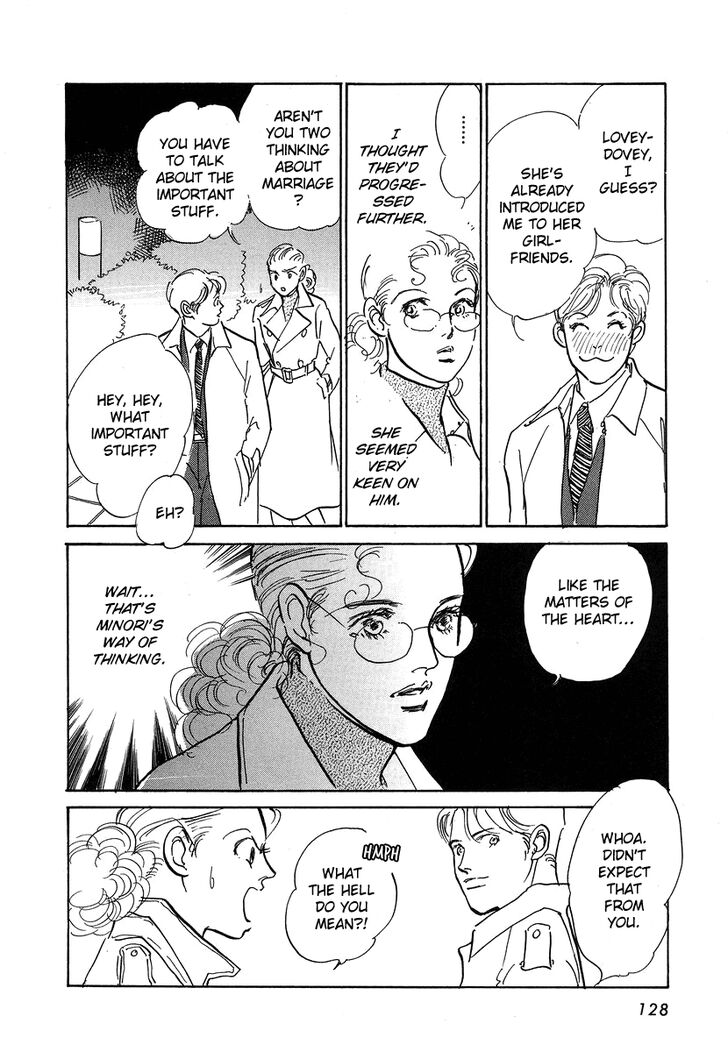 LOVEY-
DOVEY,
I
GUESS?
SHE'S
ALREADY
INTRODUCED
ME TO HER
GIRL-
FRIENDS.
......
I
THOUGHT
THEY'D
PROGRE-
SSED
FURTHER.
SHE
SEEMED
VERY
KEEN ON
HIM.
AREN'T
YOU TWO
THINKING
ABOUT
MARRIAGE
?
YOU HAVE
TO TALK
ABOUT THE
IMPORTANT
STUFF.
HEY, HEY,
WHAT
IMPORTANT
STUFF?
EH?
LIKE THE
MATTERS OF
THE HEART...
WAIT...
THAT'S
MINORI'S
WAY OF
THINKING.
WHOA.
DIDN'T
EXPECT
THAT
FROM
YOU.
HMPH
WHAT
THE HELL
DO YOU
MEAN?!
128